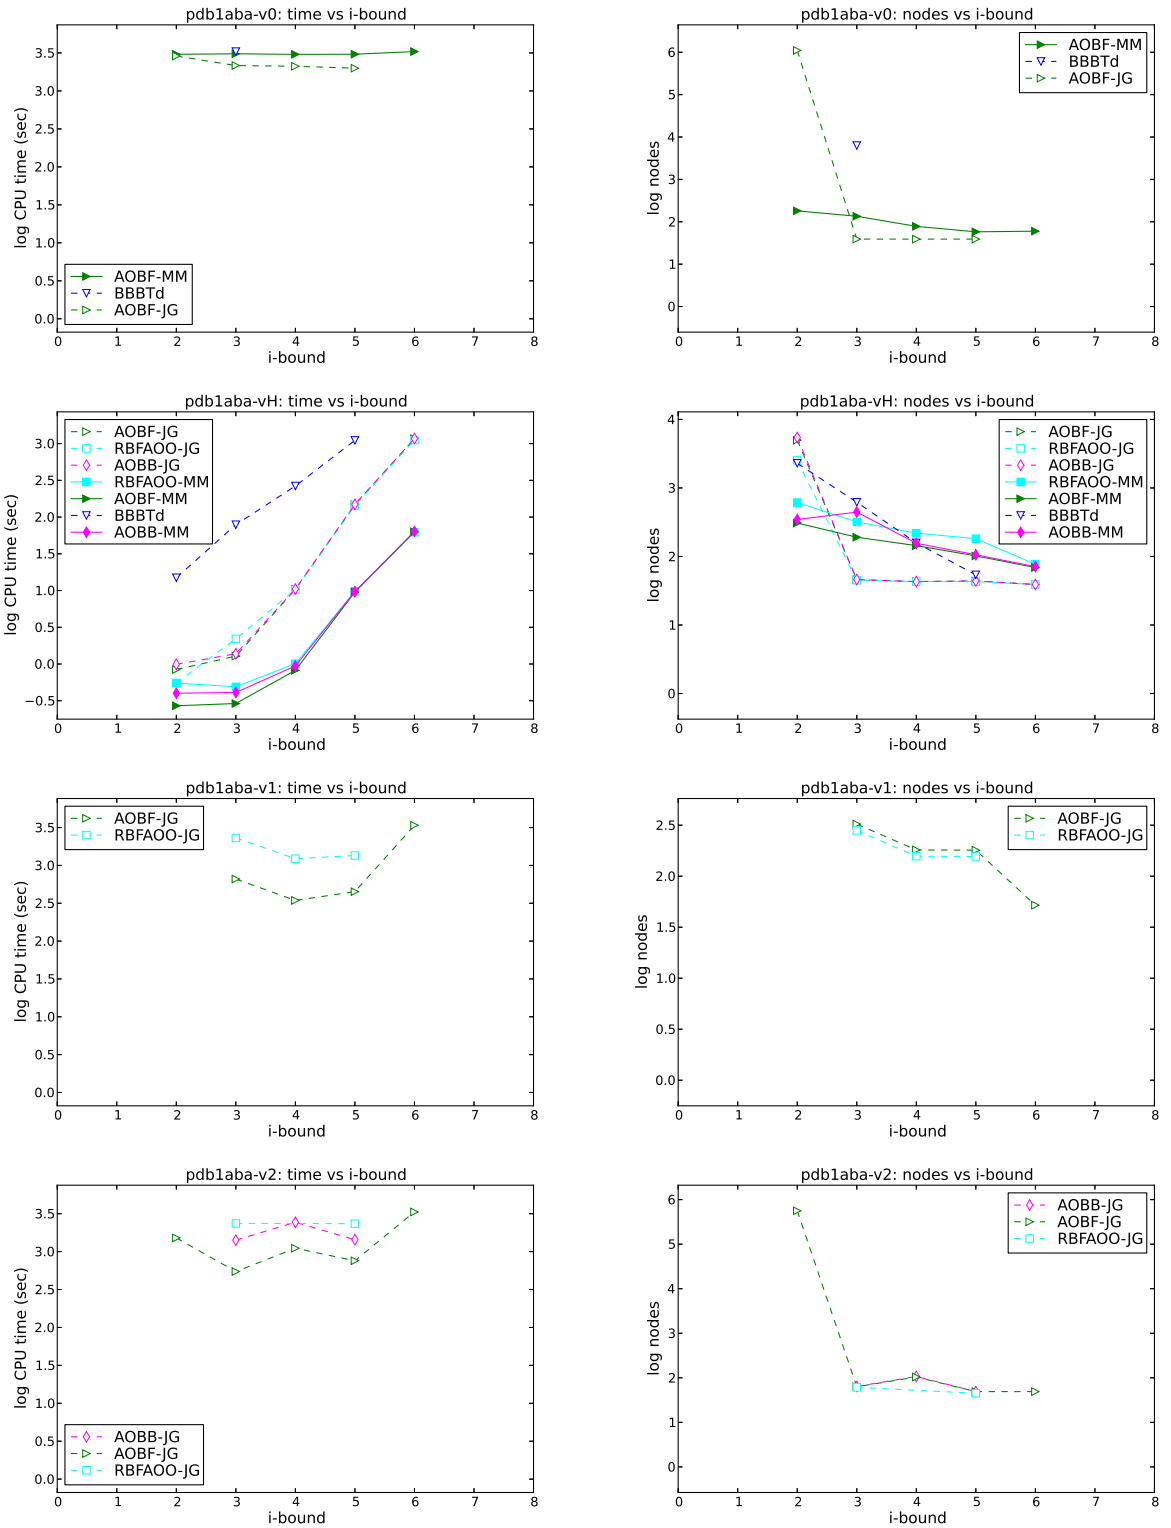 pdb1aba-v0: time vs i-bound
log CPU time (sec)
3.5
3.0
2.5
2.0
1.5
1.0
0.5
0.0
AOBF-MM
BBBTd
AOBF-JG
0 1 2 3 4 5 6 7 8
i-bound
pdb1aba-v0: nodes vs i-bound
log nodes
6
5
4
3
2
1
0
AOBF-MM
BBBTd
AOBF-JG
0 1 2 3 4 5 6 7 8
i-bound
pdb1aba-vH: time vs i-bound
log CPU time (sec)
3.0
2.5
2.0
1.5
1.0
0.5
0.0
−0.5
AOBF-JG
RBFAOO-JG
AOBB-JG
RBFAOO-MM
AOBF-MM
BBBTd
AOBB-MM
0 1 2 3 4 5 6 7 8
i-bound
pdb1aba-vH: nodes vs i-bound
log nodes
4
3
2
1
0
AOBF-JG
RBFAOO-JG
AOBB-JG
RBFAOO-MM
AOBF-MM
BBBTd
AOBB-MM
0 1 2 3 4 5 6 7 8
i-bound
pdb1aba-v1: time vs i-bound
log CPU time (sec)
3.5
3.0
2.5
2.0
1.5
1.0
0.5
0.0
AOBF-JG
RBFAOO-JG
0 1 2 3 4 5 6 7 8
i-bound
pdb1aba-v1: nodes vs i-bound
log nodes
2.5
2.0
1.5
1.0
0.5
0.0
AOBF-JG
RBFAOO-JG
0 1 2 3 4 5 6 7 8
i-bound
pdb1aba-v2: time vs i-bound
log CPU time (sec)
3.5
3.0
2.5
2.0
1.5
1.0
0.5
0.0
AOBB-JG
AOBF-JG
RBFAOO-JG
0 1 2 3 4 5 6 7 8
i-bound
pdb1aba-v2: nodes vs i-bound
log nodes
6
5
4
3
2
1
0
AOBB-JG
AOBF-JG
RBFAOO-JG
0 1 2 3 4 5 6 7 8
i-bound